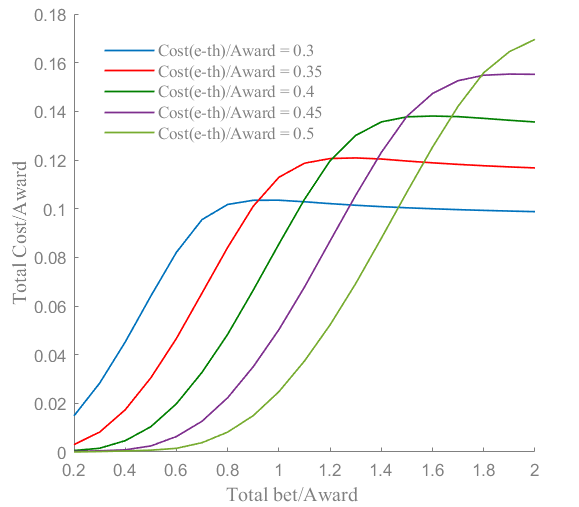 0.18
0.16
0.14
0.12
0.1
0.08
0.06
0.04
0.02
0
Total Cost/Award
Cost(e-th)/Award = 0.3
Cost(e-th)/Award = 0.35
Cost(e-th)/Award = 0.4
Cost(e-th)/Award = 0.45
Cost(e-th)/Award = 0.5
0.2 0.4 0.6 0.8 1 1.2 1.4 1.6 1.8 2
Total bet/Award